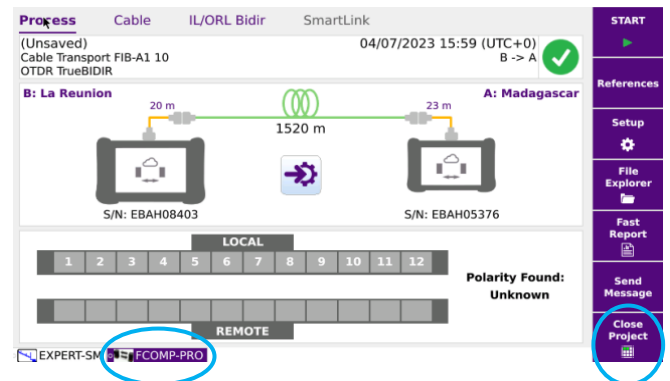 Process Cable IL/ORL Bidir SmartLink
(Unsaved) 04/07/2023 15:59 (UTC+0)
Cable Transport FIB-A1 10 B -> A
OTDR TrueBIDIR
B: La Reunion A: Madagascar
20 m 23 m
1520 m
S/N: EBAH08403 S/N: EBAH05376
LOCAL
1 2 3 4 5 6 7 8 9 10 11 12
Polarity Found:
Unknown
REMOTE
EXPERT-SM FCOMP-PRO
START
References
Setup
File
Explorer
Fast
Report
Send
Message
Close
Project